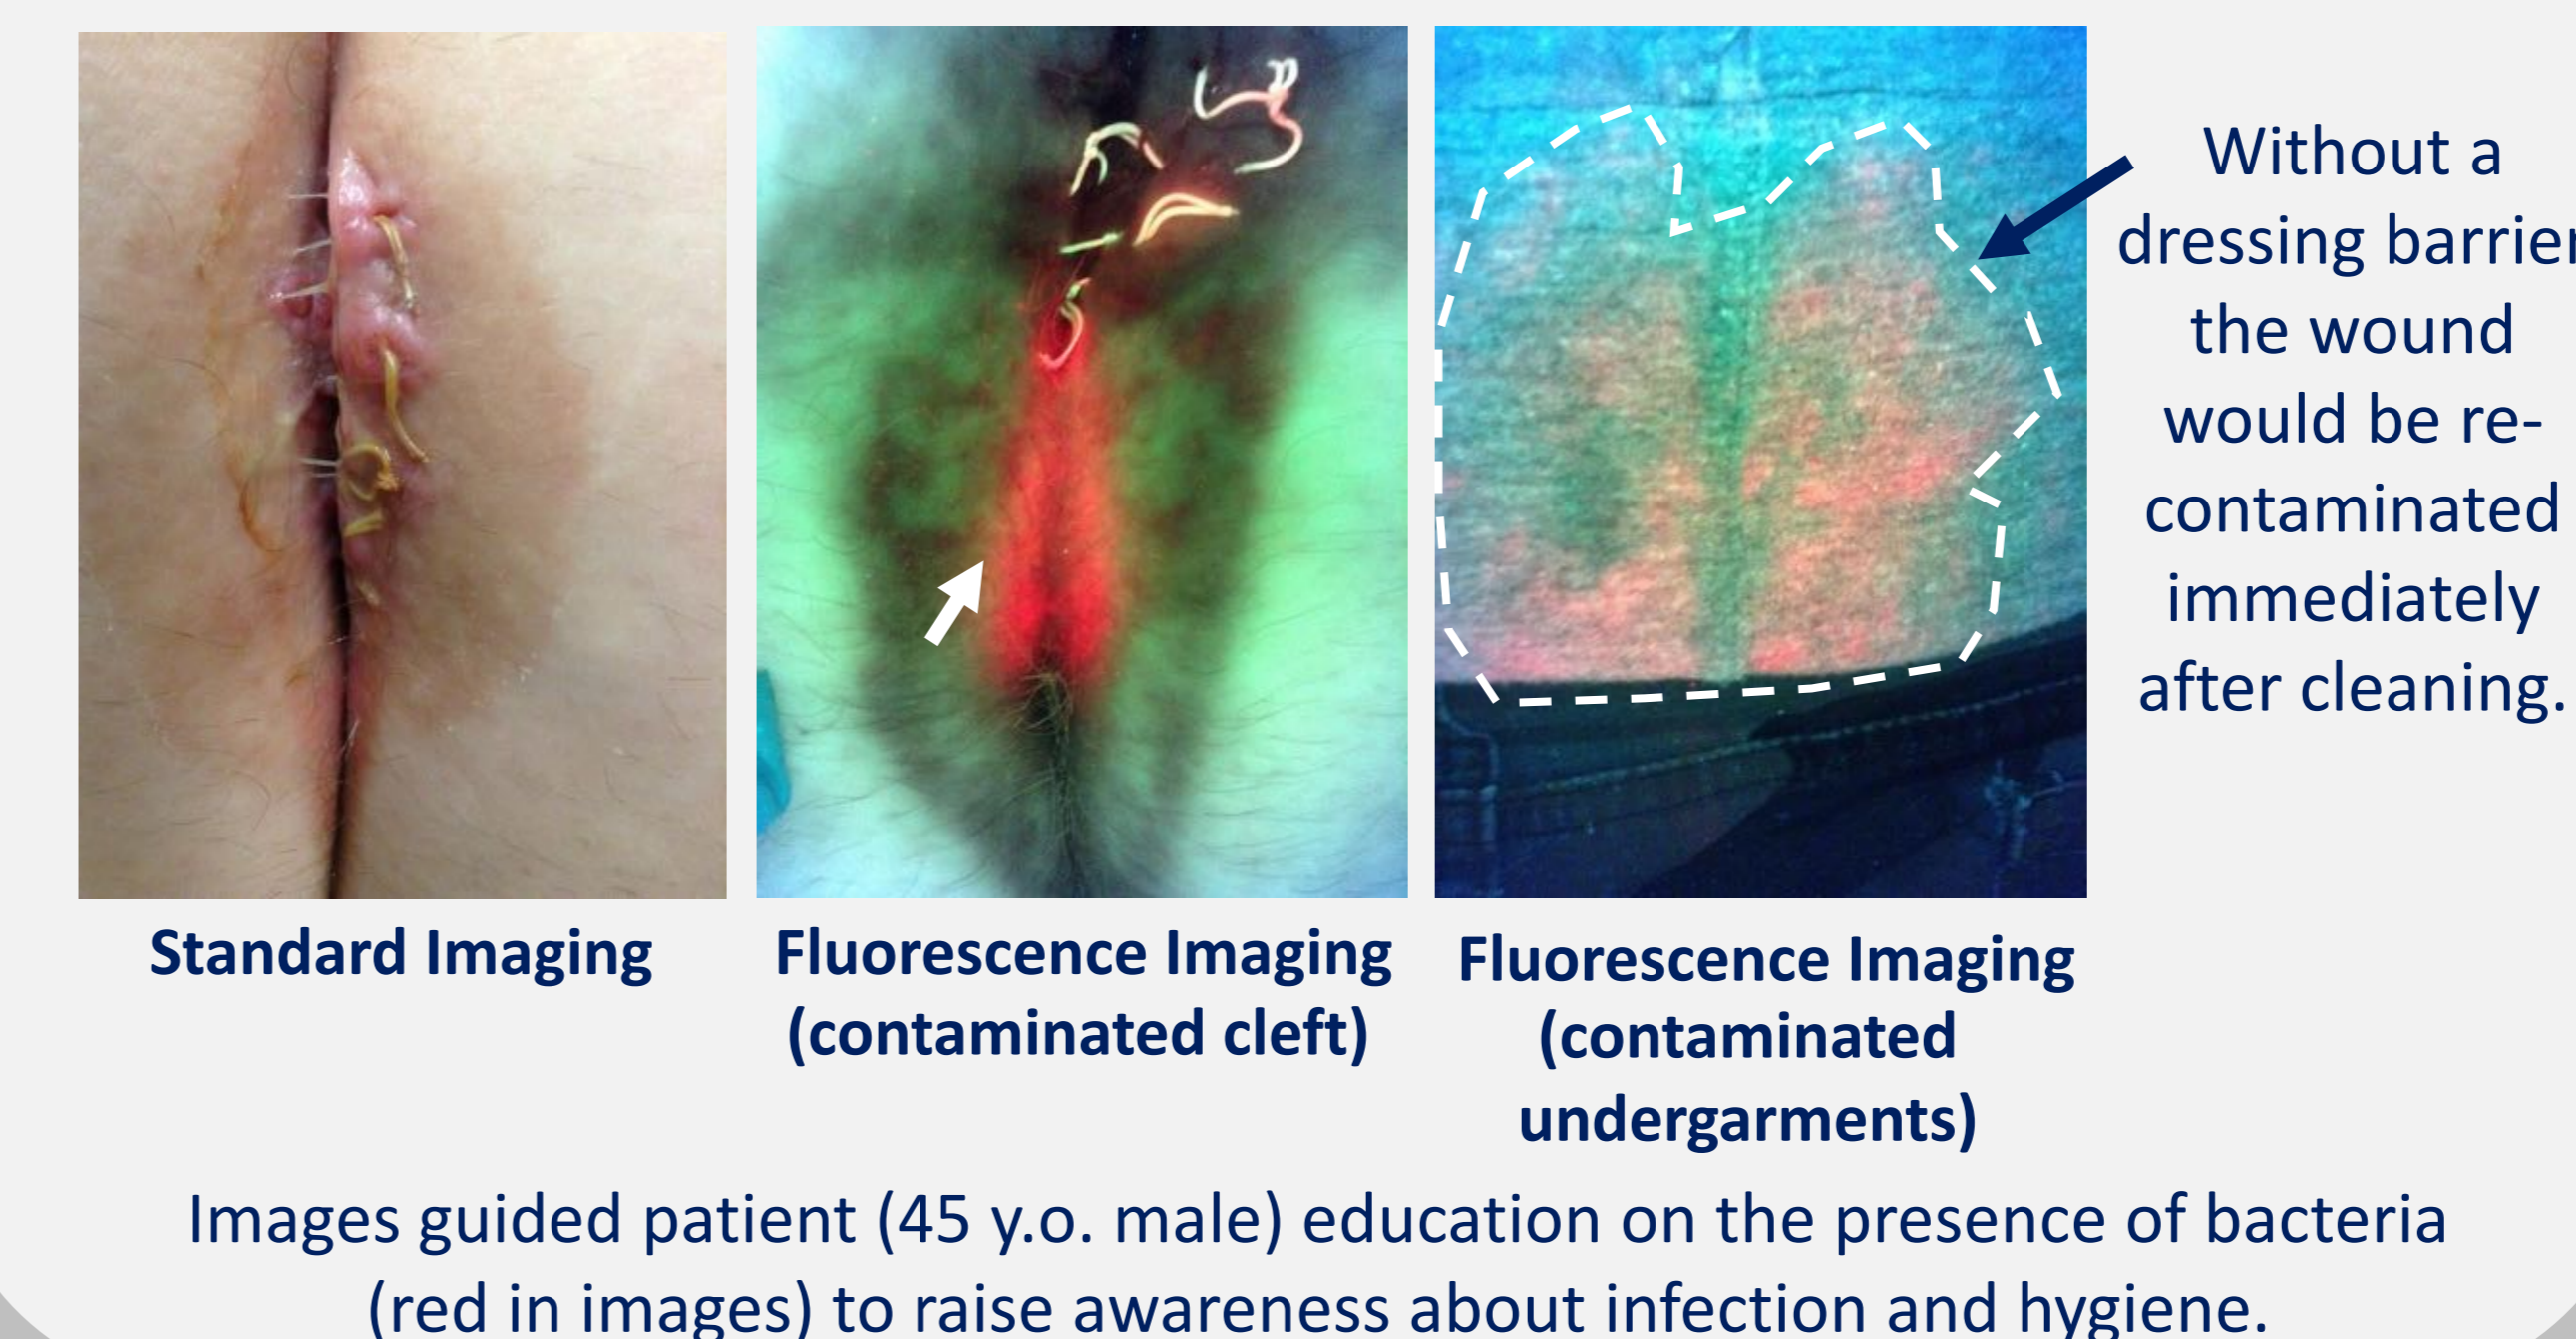 Without a
dressing barrier
the wound
would be re-
contaminated
immediately
after cleaning.
Standard Imaging
Fluorescence Imaging
(contaminated cleft)
Fluorescence Imaging
(contaminated
undergarments)
Images guided patient (45 y.o. male) education on the presence of bacteria
(red in images) to raise awareness about infection and hygiene.